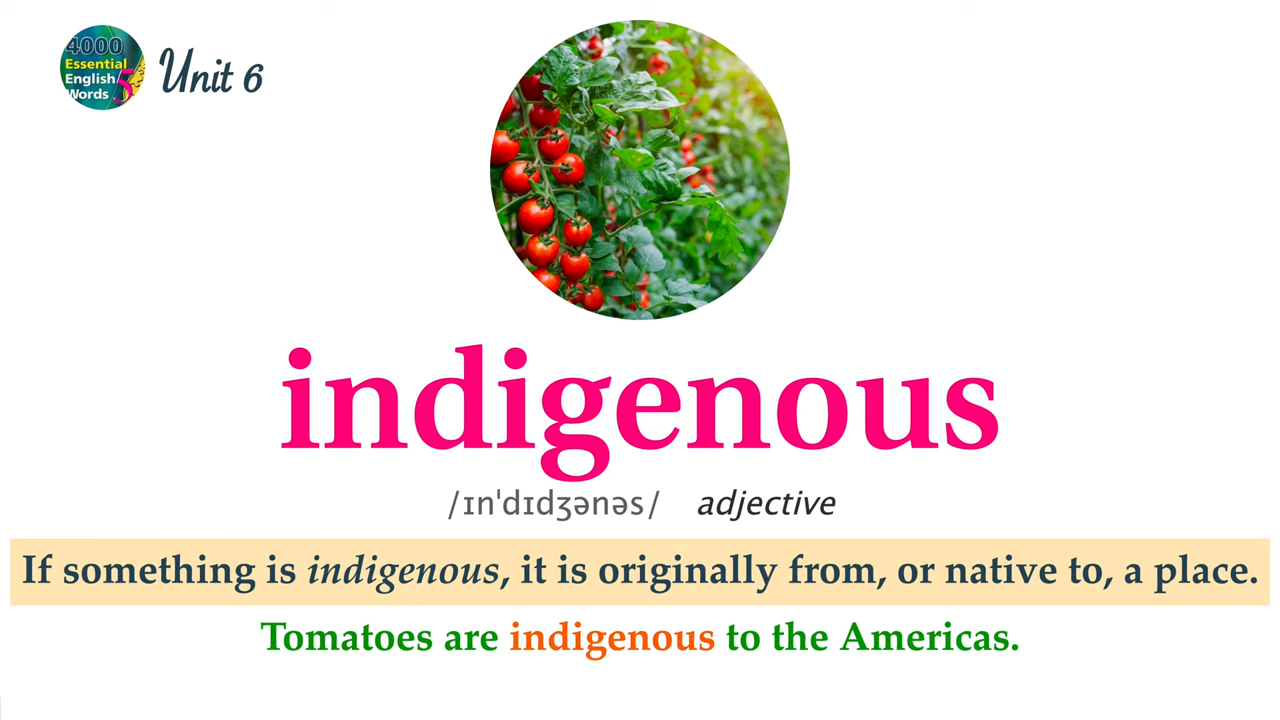 4000
Essential
English
Words 5
Unit 6
indigenous
/ɪnˈdɪdʒənəs/ adjective
If something is indigenous, it is originally from, or native to, a place.
Tomatoes are indigenous to the Americas.